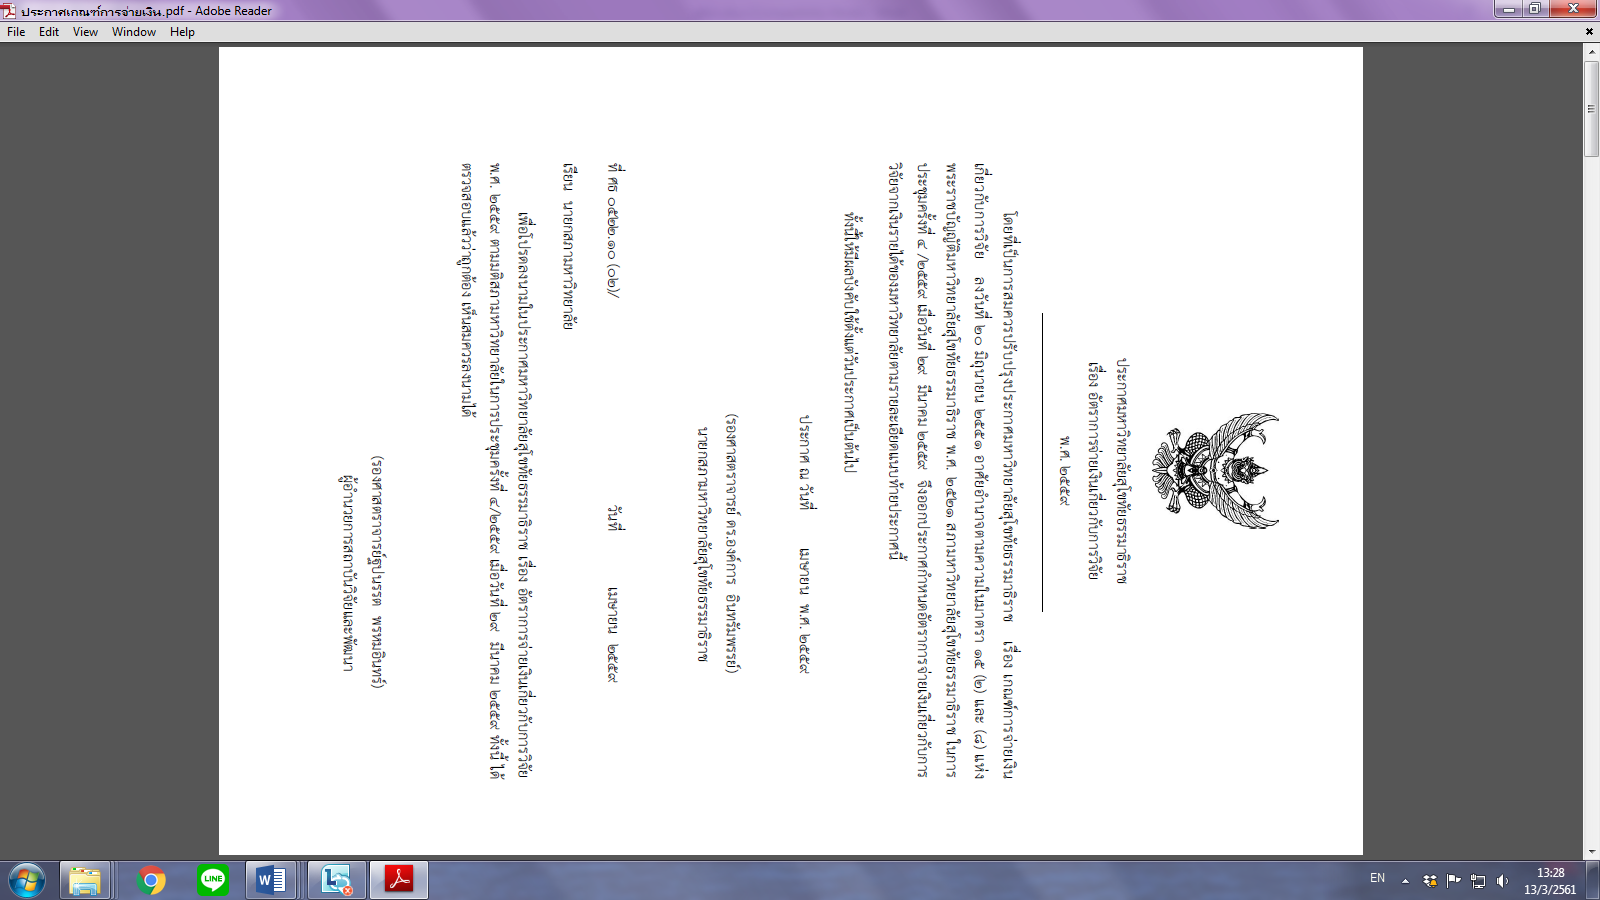 ประกาศเกณฑ์การจ่ายเงิน.pdf - Adobe Reader
File Edit View Window Help
ประกาศมหาวิทยาลัยสุโขทัยธรรมาธิราช
เรื่อง อัตราการจ่ายเงินเกี่ยวกับการวิจัย
พ.ศ. ๒๕๕๙
โดยที่เป็นการสมควรปรับปรุงประกาศมหาวิทยาลัยสุโขทัยธรรมาธิราช เรื่อง เกณฑ์การจ่ายเงิน
เกี่ยวกับการวิจัย ลงวันที่ ๒๐ มิถุนายน ๒๕๕๑ อาศัยอำนาจตามความในมาตรา ๑๕ (๒) และ (๘) แห่ง
พระราชบัญญัติมหาวิทยาลัยสุโขทัยธรรมาธิราช พ.ศ. ๒๕๒๑ สภามหาวิทยาลัยสุโขทัยธรรมาธิราช ในการ
ประชุมครั้งที่ ๔ /๒๕๕๙ เมื่อวันที่ ๒๙ มีนาคม ๒๕๕๙ จึงออกประกาศกำหนดอัตราการจ่ายเงินเกี่ยวกับการ
วิจัยจากเงินรายได้ของมหาวิทยาลัยตามรายละเอียดแนบท้ายประกาศนี้
ทั้งนี้ให้มีผลบังคับใช้ตั้งแต่วันประกาศเป็นต้นไป
ประกาศ ณ วันที่ เมษายน พ.ศ. ๒๕๕๙
(รองศาสตราจารย์ ดร.องค์การ อินทรัมพรรย์)
นายกสภามหาวิทยาลัยสุโขทัยธรรมาธิราช
ที่ ศธ ๐๕๒๒.๑๐ (๐๒)/ วันที่ เมษายน ๒๕๕๙
เรียน นายกสภามหาวิทยาลัย
เพื่อโปรดลงนามในประกาศมหาวิทยาลัยสุโขทัยธรรมาธิราช เรื่อง อัตราการจ่ายเงินเกี่ยวกับการวิจัย
พ.ศ. ๒๕๕๙ ตามมติสภามหาวิทยาลัยในการประชุมครั้งที่ ๔/๒๕๕๙ เมื่อวันที่ ๒๙ มีนาคม ๒๕๕๙ ทั้งนี้ ได้
ตรวจสอบแล้วว่าถูกต้อง เห็นสมควรลงนามได้
(รองศาสตราจารย์ฐปนรรต พรหมอินทร์)
ผู้อำนวยการสถาบันวิจัยและพัฒนา
LINE
EN
13:28
13/3/2561